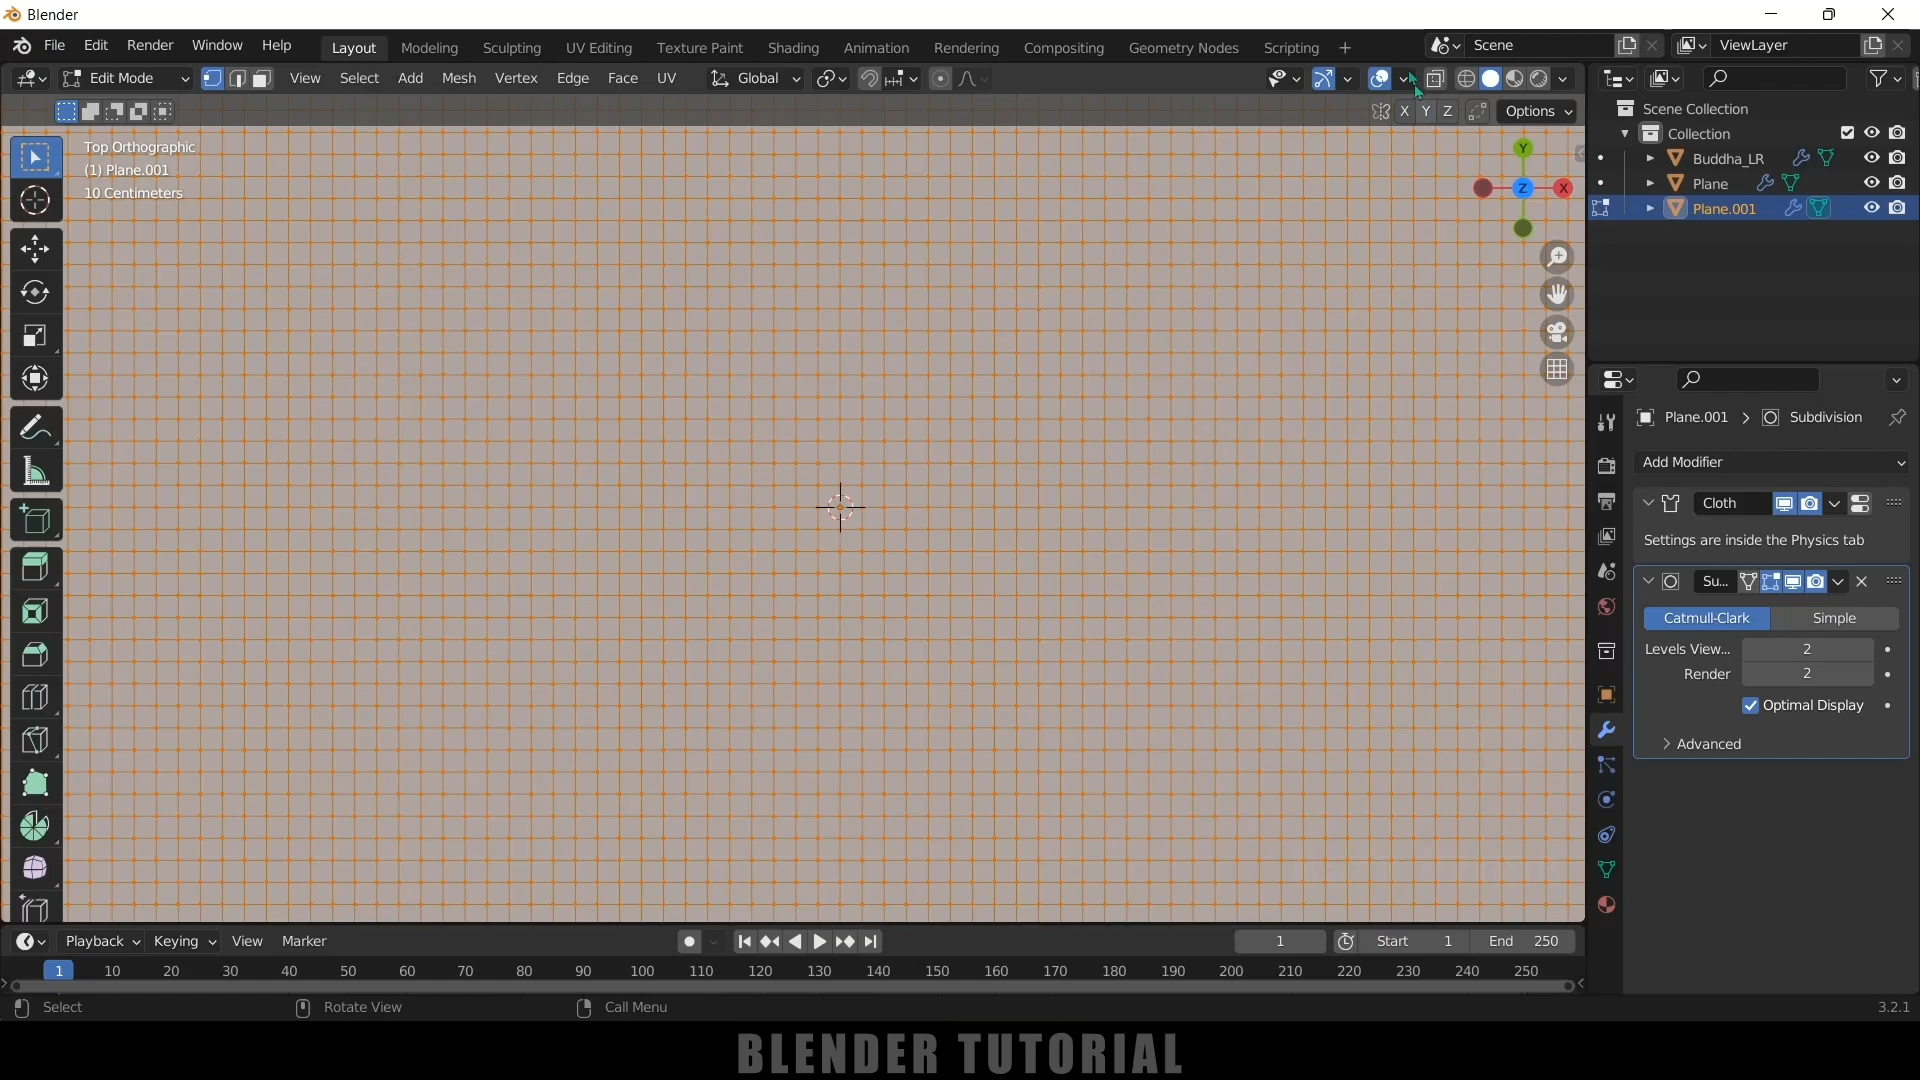 Blender
File Edit Render Window Help Layout Modeling Sculpting UV Editing Texture Paint Shading Animation Rendering Compositing Geometry Nodes Scripting + Scene ViewLayer
Edit Mode View Select Add Mesh Vertex Edge Face UV Global
X Y Z Options
Top Orthographic
(1) Plane.001
10 Centimeters
Y
Z X
Scene Collection
Collection
Buddha_LR
Plane
Plane.001
Plane.001 > Subdivision
Add Modifier
Cloth
Settings are inside the Physics tab
Su...
Catmull-Clark Simple
Levels View... 2
Render 2
Optimal Display
Advanced
Playback Keying View Marker 1 Start 1 End 250
1 10 20 30 40 50 60 70 80 90 100 110 120 130 140 150 160 170 180 190 200 210 220 230 240 250
Select Rotate View Call Menu 3.2.1
BLENDER TUTORIAL